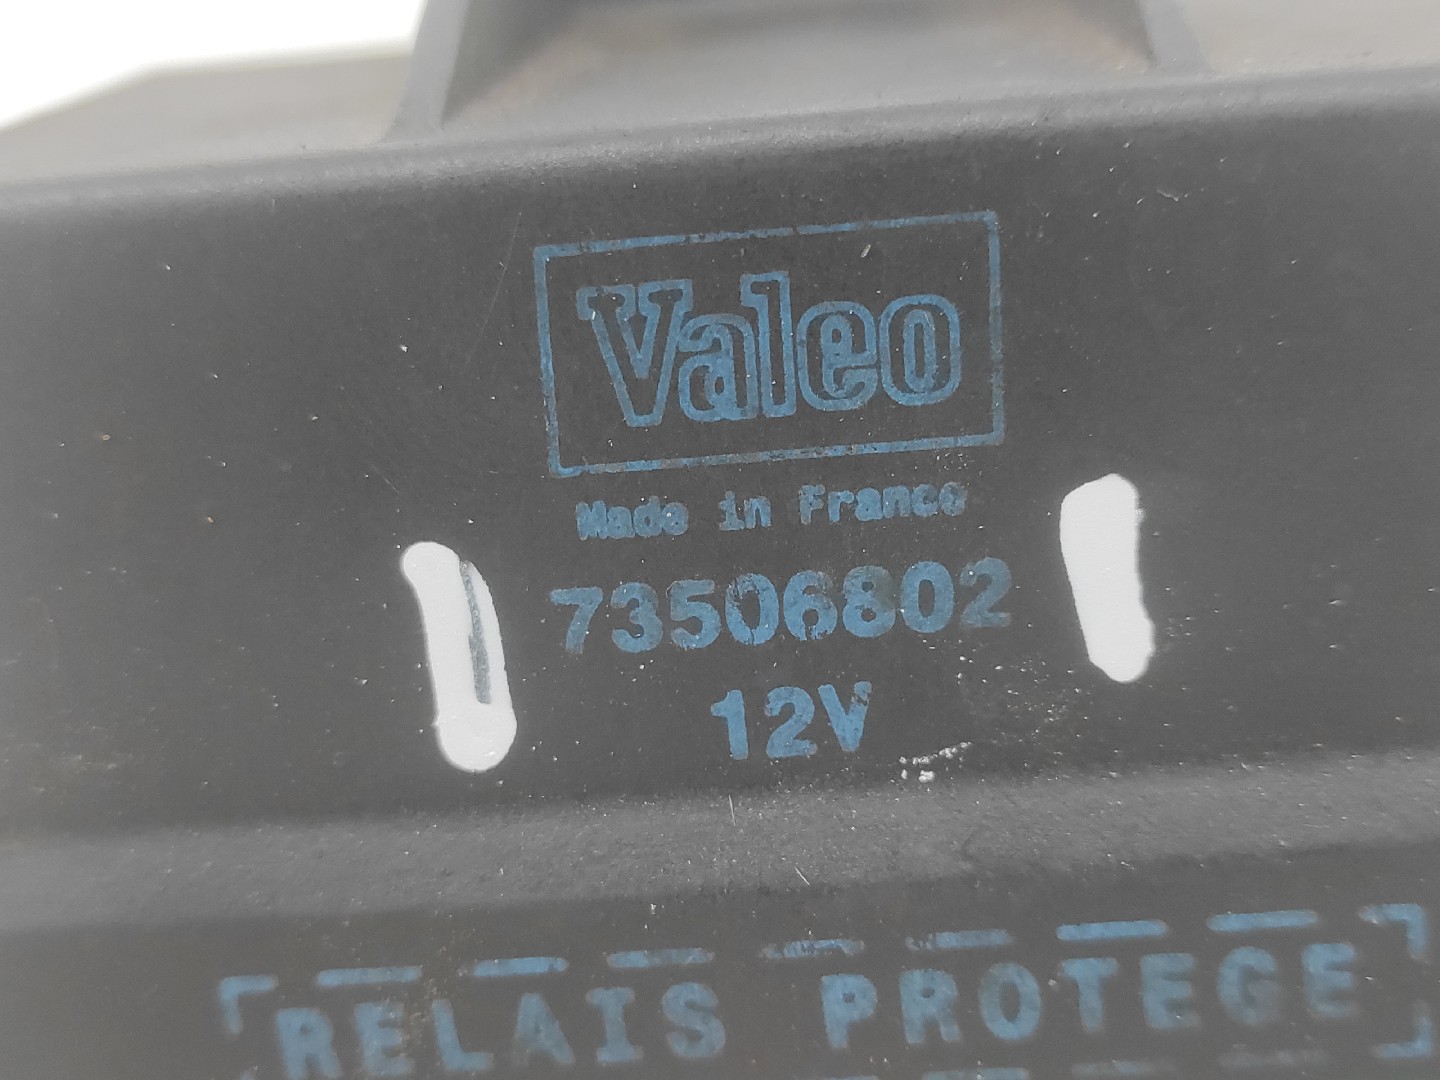 Valeo
Made in France
73506802
12V
RELAIS PROTEGE